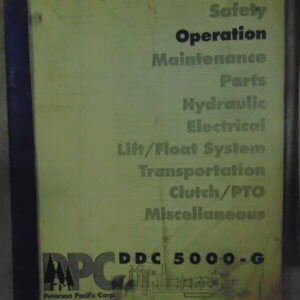 Safety
Operation
Maintenance
Parts
Hydraulic
Electrical
Lift/Float System
Transportation
Clutch/PTO
Miscellaneous
PPC DDC 5000-G
Peterson Pacific Corp.